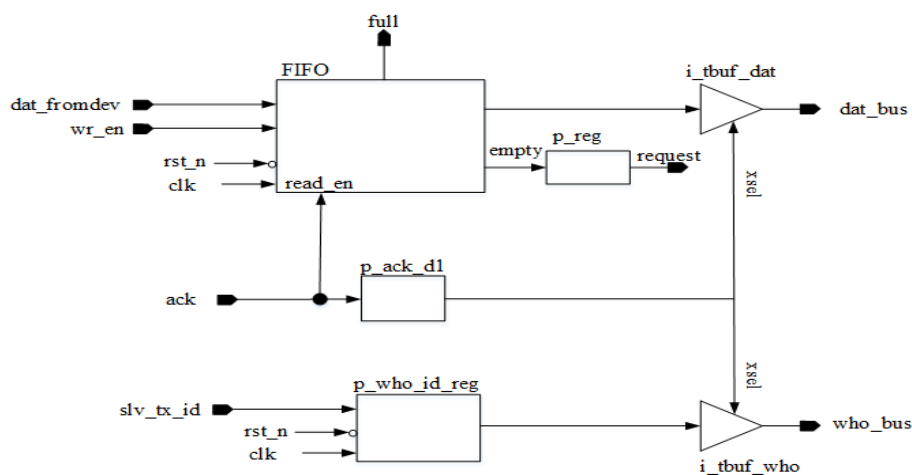 full
FIFO
i_tbuf_dat
dat_fromdev
dat_bus
wr_en
p_reg
empty
request
rst_n
clk
read_en
xsel
p_ack_d1
ack
xsel
p_who_id_reg
slv_tx_id
who_bus
rst_n
clk
i_tbuf_who